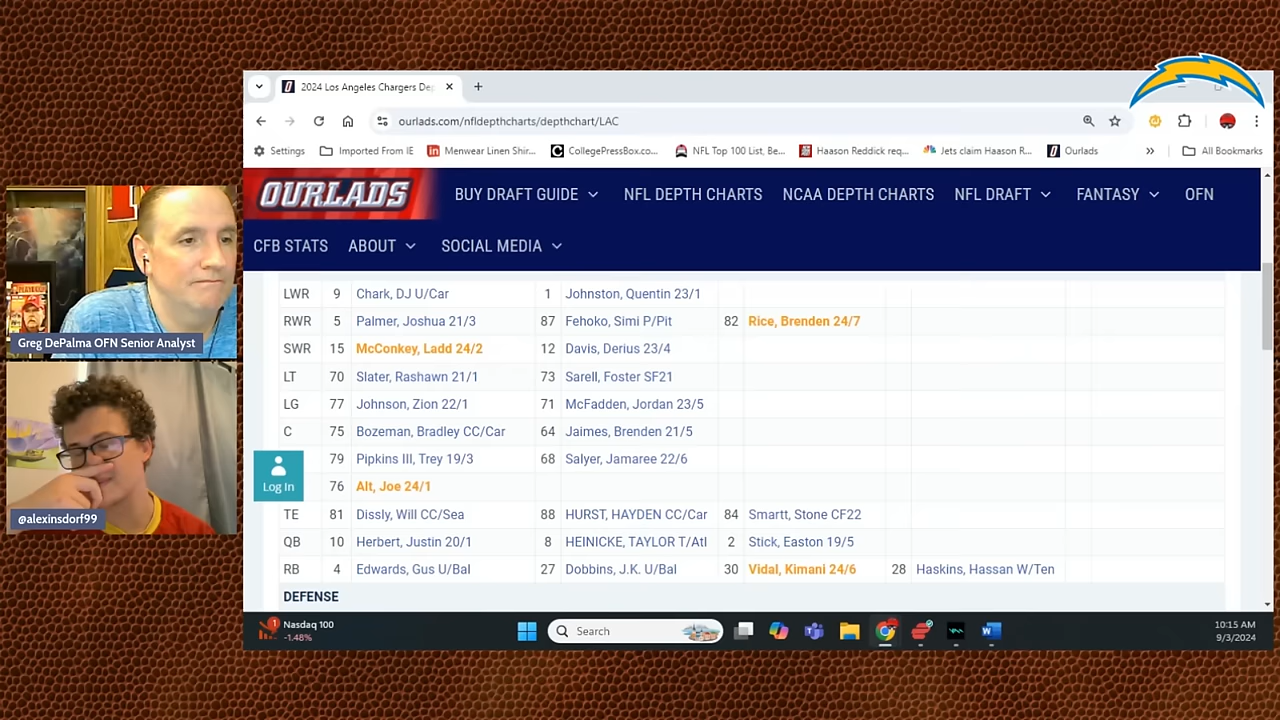 2024 Los Angeles Chargers De
ourlads.com/nfldepthcharts/depthchart/LAC
Settings Imported From IE Menwear Linen Shir... CollegePressBox.co... NFL Top 100 List, Be... Haason Reddick req... Jets claim Haason R... Ourlads » All Bookmarks
OURLADS
BUY DRAFT GUIDE NFL DEPTH CHARTS NCAA DEPTH CHARTS NFL DRAFT FANTASY OFN
CFB STATS ABOUT SOCIAL MEDIA
LWR 9 Chark, DJ U/Car 1 Johnston, Quentin 23/1
RWR 5 Palmer, Joshua 21/3 87 Fehoko, Simi P/Pit 82 Rice, Brenden 24/7
SWR 15 McConkey, Ladd 24/2 12 Davis, Derius 23/4
LT 70 Slater, Rashawn 21/1 73 Sarell, Foster SF21
LG 77 Johnson, Zion 22/1 71 McFadden, Jordan 23/5
C 75 Bozeman, Bradley CC/Car 64 Jaimes, Brenden 21/5
79 Pipkins III, Trey 19/3 68 Salyer, Jamaree 22/6
Log In
76 Alt, Joe 24/1
TE 81 Dissly, Will CC/Sea 88 HURST, HAYDEN CC/Car 84 Smartt, Stone CF22
QB 10 Herbert, Justin 20/1 8 HEINICKE, TAYLOR T/Atl 2 Stick, Easton 19/5
RB 4 Edwards, Gus U/Bal 27 Dobbins, J.K. U/Bal 30 Vidal, Kimani 24/6 28 Haskins, Hassan W/Ten
DEFENSE
Greg DePalma OFN Senior Analyst
@alexinsdorf99
1
Nasdaq 100
-1.48%
Search
10:15 AM
9/3/2024